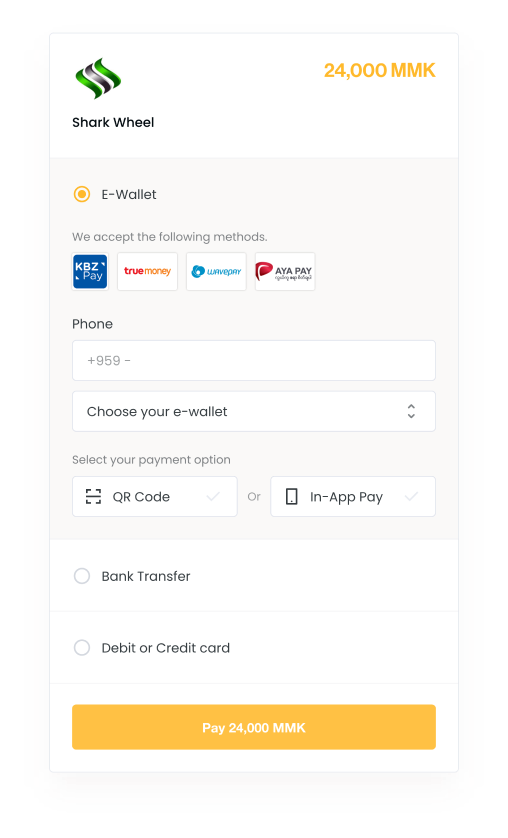 24,000 MMK
Shark Wheel
E-Wallet
We accept the following methods.
KBZ
Pay
truemoney
wavepay
AYA PAY
Phone
+959 -
Choose your e-wallet
Select your payment option
QR Code
Or
In-App Pay
Bank Transfer
Debit or Credit card
Pay 24,000 MMK